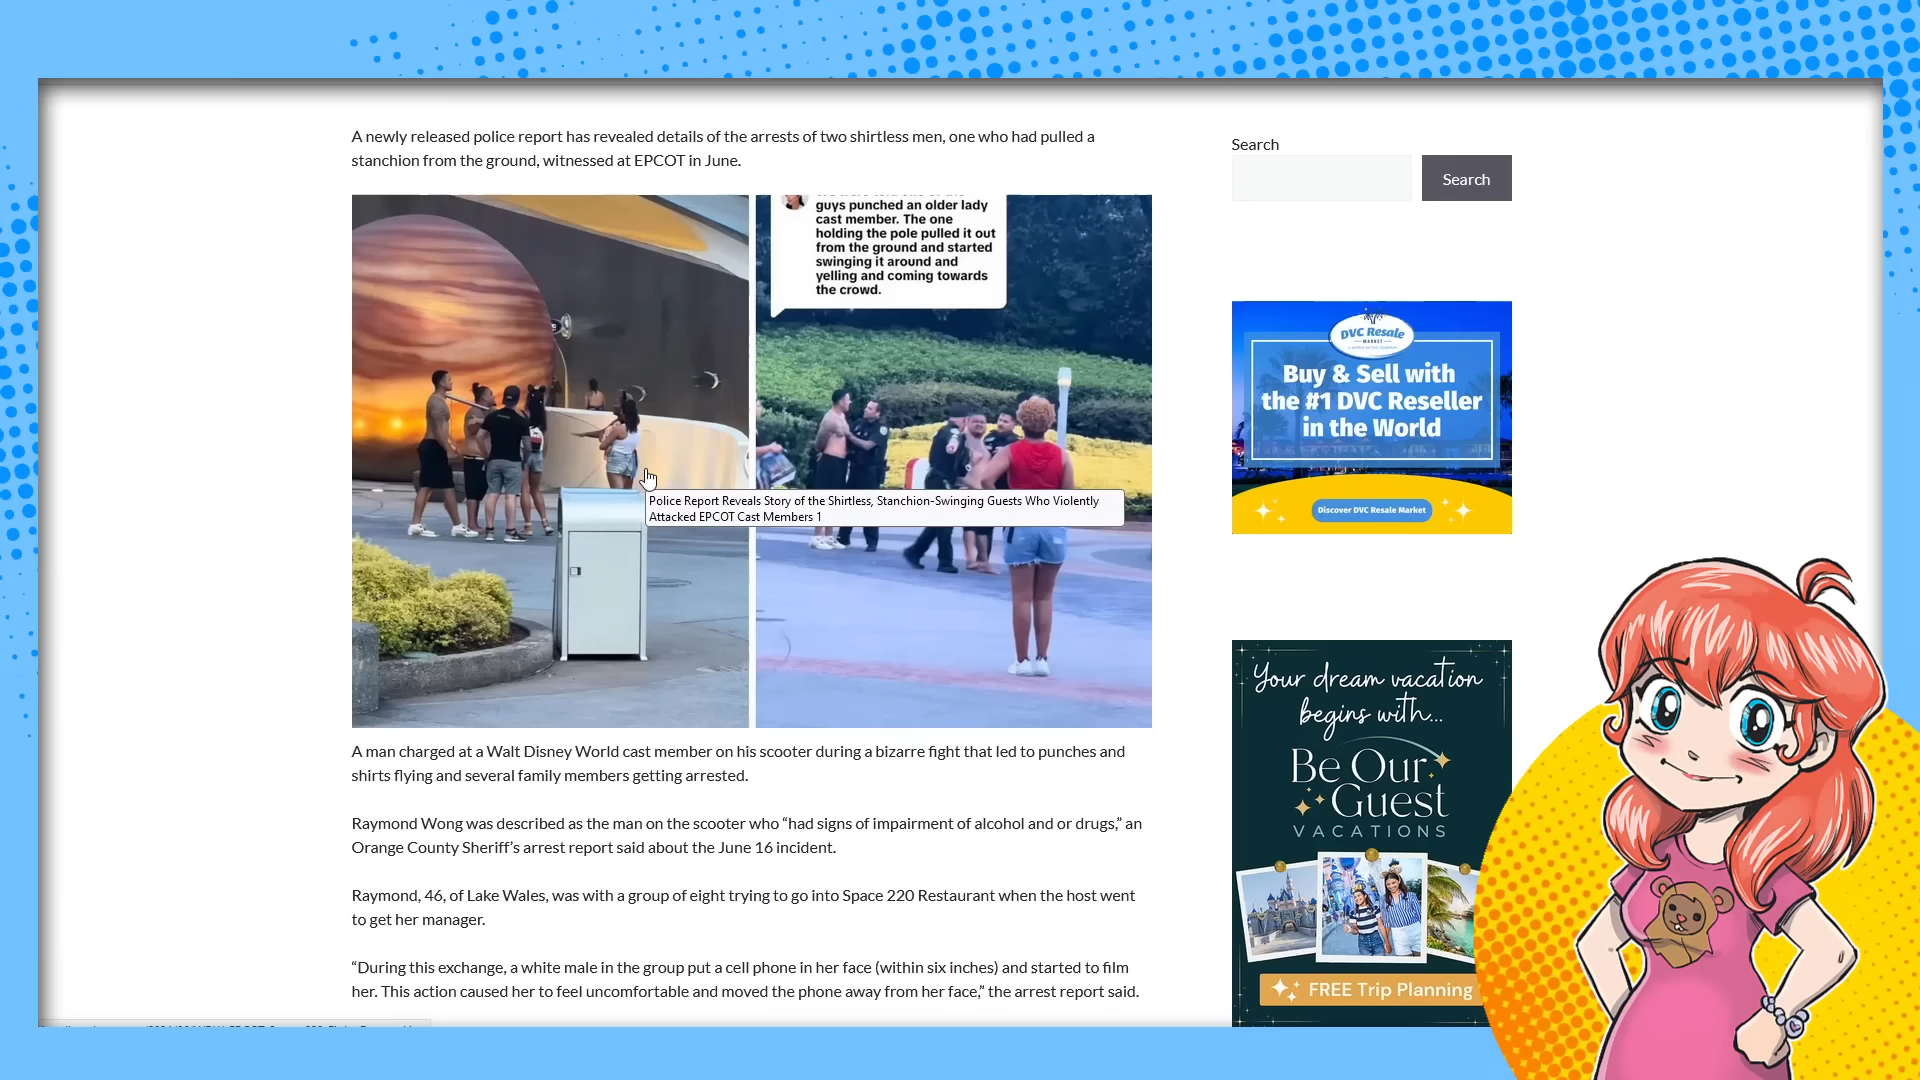 A newly released police report has revealed details of the arrests of two shirtless men, one who had pulled a
stanchion from the ground, witnessed at EPCOT in June.
guys punched an older lady
cast member. The one
holding the pole pulled it out
from the ground and started
swinging it around and
yelling and coming towards
the crowd.
Police Report Reveals Story of the Shirtless, Stanchion-Swinging Guests Who Violently
Attacked EPCOT Cast Members 1
A man charged at a Walt Disney World cast member on his scooter during a bizarre fight that led to punches and
shirts flying and several family members getting arrested.
Raymond Wong was described as the man on the scooter who “had signs of impairment of alcohol and or drugs,” an
Orange County Sheriff’s arrest report said about the June 16 incident.
Raymond, 46, of Lake Wales, was with a group of eight trying to go into Space 220 Restaurant when the host went
to get her manager.
“During this exchange, a white male in the group put a cell phone in her face (within six inches) and started to film
her. This action caused her to feel uncomfortable and moved the phone away from her face,” the arrest report said.
Search
Search
DVC Resale
MARKET
Buy & Sell with
the #1 DVC Reseller
in the World
Discover DVC Resale Market
Your dream vacation
begins with...
Be Our
Guest
VACATIONS
FREE Trip Planning